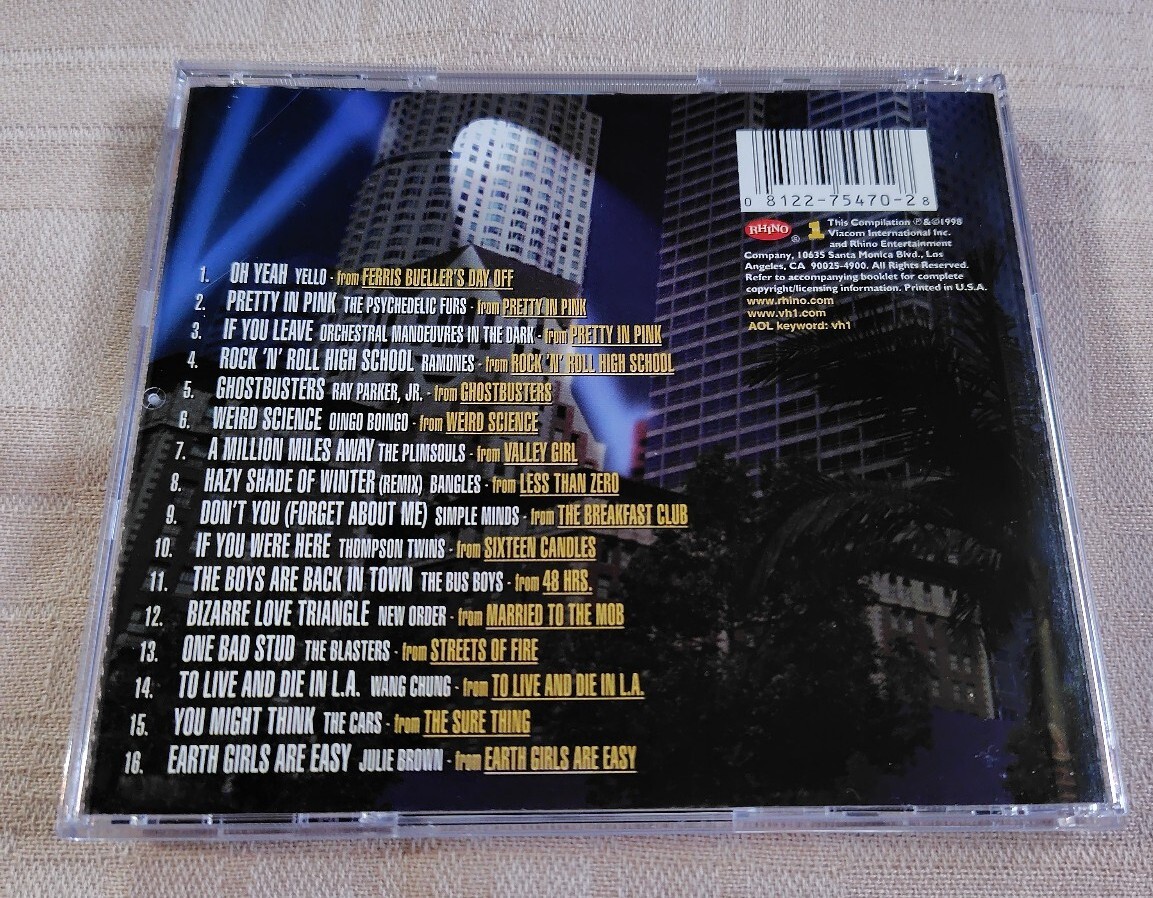 0 8122-75470-2 8
RHINO ® 1 This Compilation ℗&©1998
Viacom International Inc.
and Rhino Entertainment
Company, 10635 Santa Monica Blvd., Los
Angeles, CA 90025-4900. All Rights Reserved.
Refer to accompanying booklet for complete
copyright/licensing information. Printed in U.S.A.
www.rhino.com
www.vh1.com
AOL keyword: vh1
1. OH YEAH YELLO - from FERRIS BUELLER'S DAY OFF
2. PRETTY IN PINK THE PSYCHEDELIC FURS - from PRETTY IN PINK
3. IF YOU LEAVE ORCHESTRAL MANOEUVRES IN THE DARK - from PRETTY IN PINK
4. ROCK 'N' ROLL HIGH SCHOOL RAMONES - from ROCK 'N' ROLL HIGH SCHOOL
5. GHOSTBUSTERS RAY PARKER, JR. - from GHOSTBUSTERS
6. WEIRD SCIENCE OINGO BOINGO - from WEIRD SCIENCE
7. A MILLION MILES AWAY THE PLIMSOULS - from VALLEY GIRL
8. HAZY SHADE OF WINTER (REMIX) BANGLES - from LESS THAN ZERO
9. DON'T YOU (FORGET ABOUT ME) SIMPLE MINDS - from THE BREAKFAST CLUB
10. IF YOU WERE HERE THOMPSON TWINS - from SIXTEEN CANDLES
11. THE BOYS ARE BACK IN TOWN THE BUS BOYS - from 48 HRS.
12. BIZARRE LOVE TRIANGLE NEW ORDER - from MARRIED TO THE MOB
13. ONE BAD STUD THE BLASTERS - from STREETS OF FIRE
14. TO LIVE AND DIE IN L.A. WANG CHUNG - from TO LIVE AND DIE IN L.A.
15. YOU MIGHT THINK THE CARS - from THE SURE THING
16. EARTH GIRLS ARE EASY JULIE BROWN - from EARTH GIRLS ARE EASY